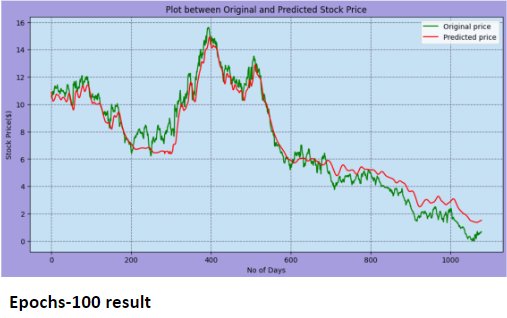 Plot between Original and Predicted Stock Price
Original price
Predicted price
Stock Price($)
16
14
12
10
8
6
4
2
0
0 200 400 600 800 1000
No of Days
Epochs-100 result